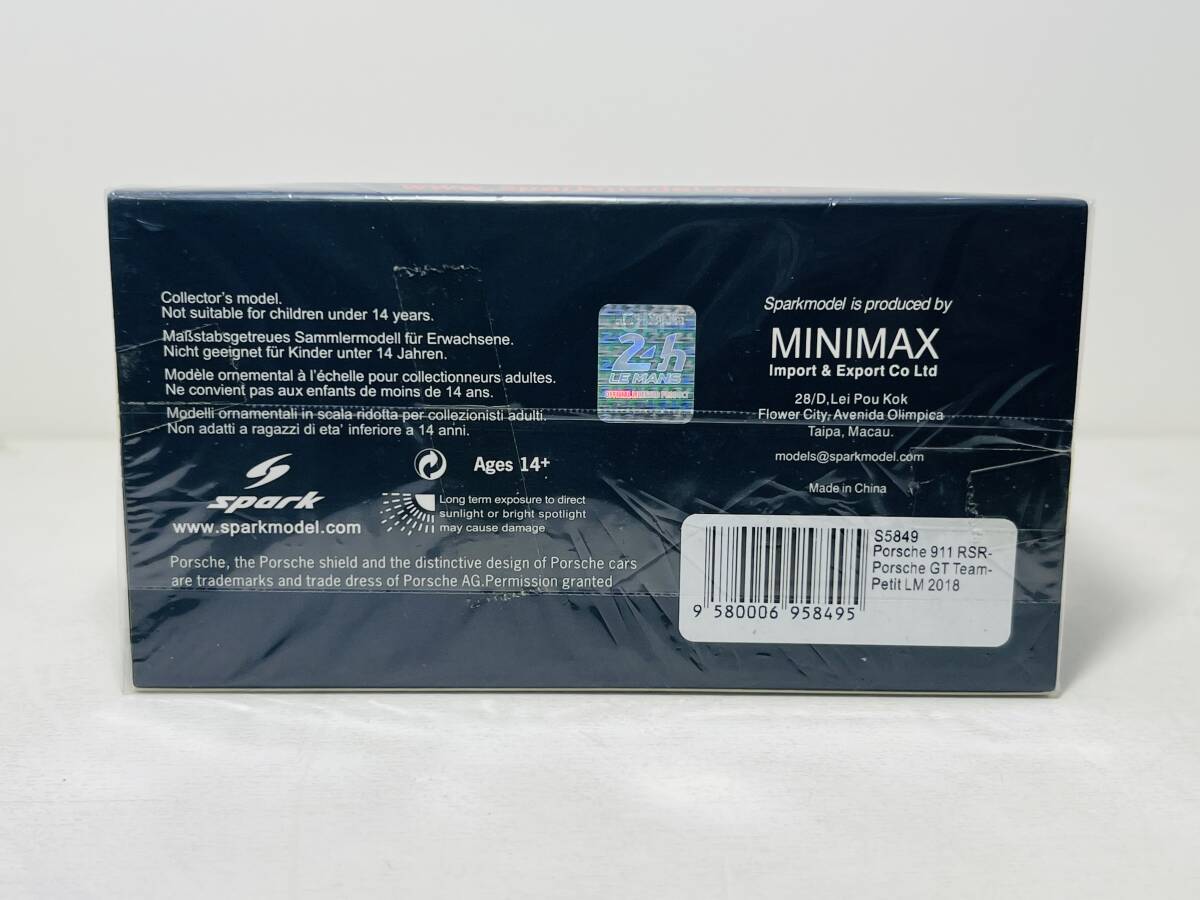 www.sparkmodel.com
Collector's model.
Not suitable for children under 14 years.
Maßstabsgetreues Sammlermodell für Erwachsene.
Nicht geeignet für Kinder unter 14 Jahren.
Modèle ornemental à l'échelle pour collectionneurs adultes.
Ne convient pas aux enfants de moins de 14 ans.
Modelli ornamentali in scala ridotta per collezionisti adulti.
Non adatti a ragazzi di eta' inferiore a 14 anni.
Ages 14+
spark
www.sparkmodel.com
Long term exposure to direct
sunlight or bright spotlight
may cause damage
Porsche, the Porsche shield and the distinctive design of Porsche cars
are trademarks and trade dress of Porsche AG.Permission granted
24h
LE MANS
Sparkmodel is produced by
MINIMAX
Import & Export Co Ltd
28/D,Lei Pou Kok
Flower City, Avenida Olimpica
Taipa, Macau.
models@sparkmodel.com
Made in China
S5849
Porsche 911 RSR-
Porsche GT Team-
Petit LM 2018
9 580006 958495